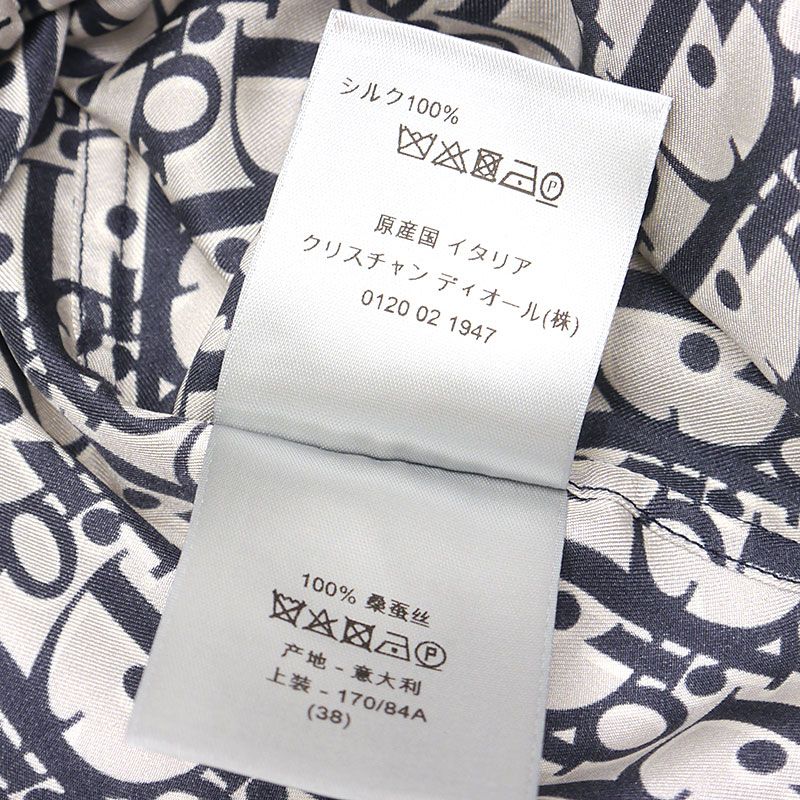 シルク100%
P
原産国 イタリア
クリスチャン ディオール(株)
0120 02 1947
100% 桑蚕丝
P
产地 - 意大利
上装 - 170/84A
(38)